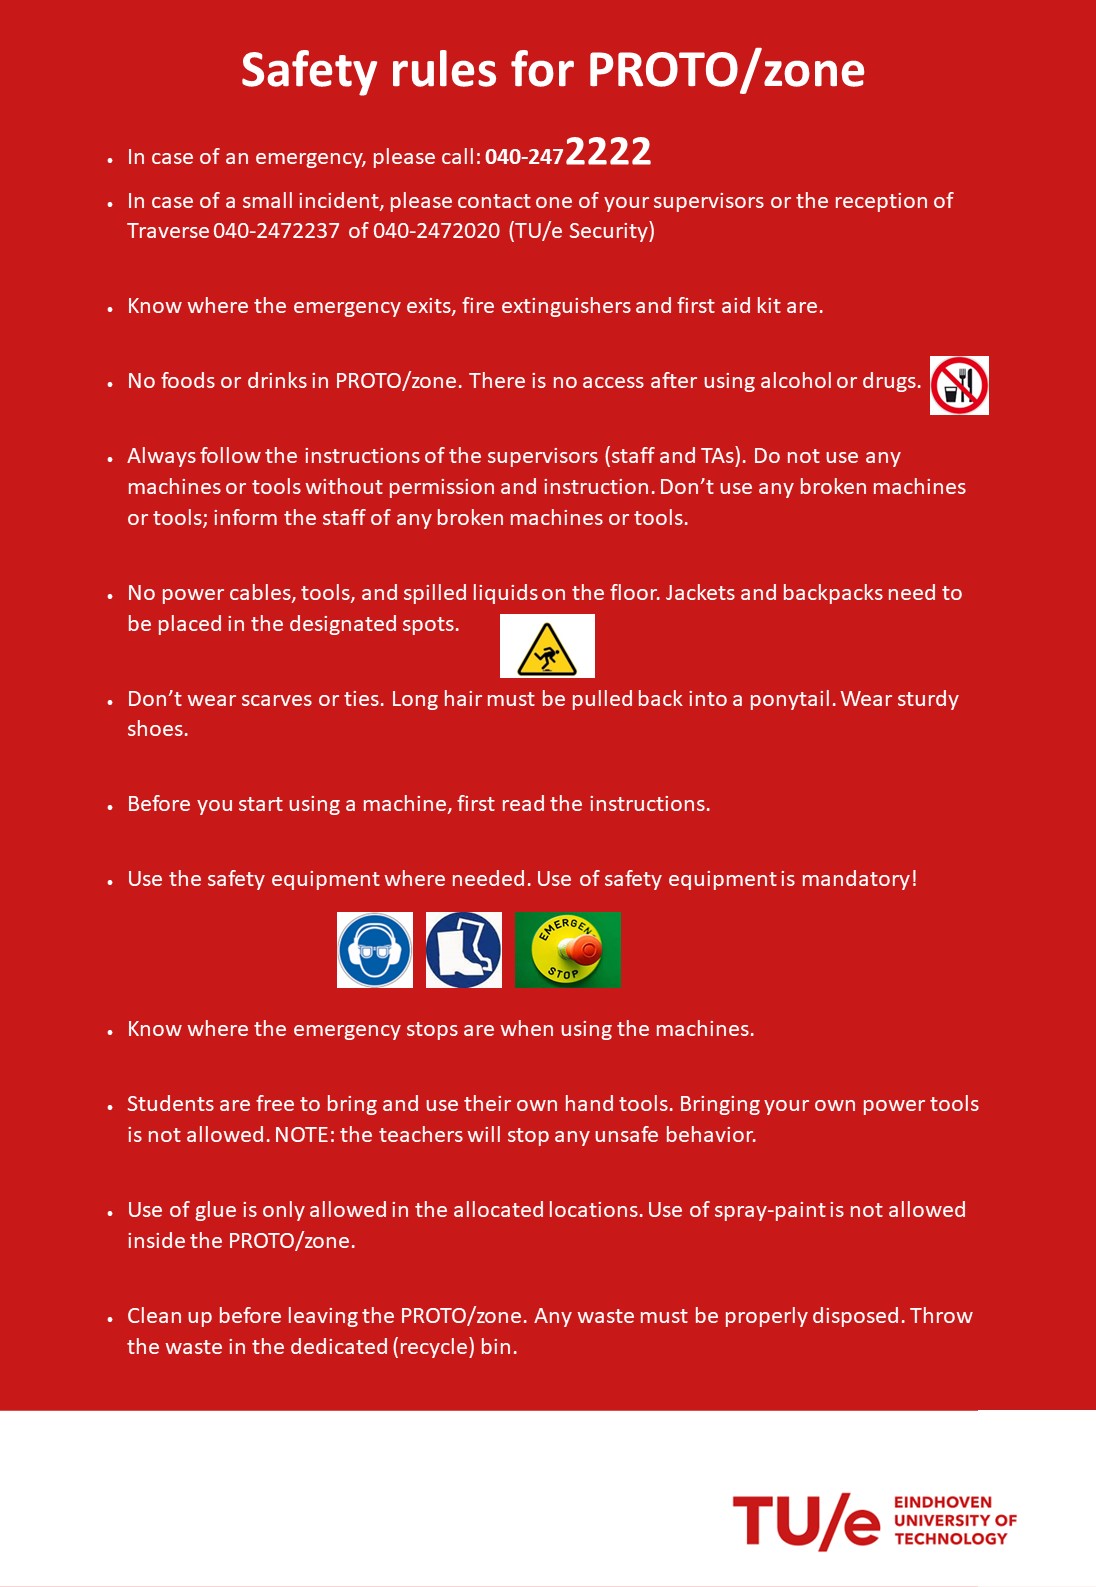 Safety rules for PROTO/zone
• In case of an emergency, please call: 040-2472222
• In case of a small incident, please contact one of your supervisors or the reception of
Traverse 040-2472237 of 040-2472020 (TU/e Security)
• Know where the emergency exits, fire extinguishers and first aid kit are.
• No foods or drinks in PROTO/zone. There is no access after using alcohol or drugs.
• Always follow the instructions of the supervisors (staff and TAs). Do not use any
machines or tools without permission and instruction. Don’t use any broken machines
or tools; inform the staff of any broken machines or tools.
• No power cables, tools, and spilled liquids on the floor. Jackets and backpacks need to
be placed in the designated spots.
• Don’t wear scarves or ties. Long hair must be pulled back into a ponytail. Wear sturdy
shoes.
• Before you start using a machine, first read the instructions.
• Use the safety equipment where needed. Use of safety equipment is mandatory!
EMERGEN
STOP
• Know where the emergency stops are when using the machines.
• Students are free to bring and use their own hand tools. Bringing your own power tools
is not allowed. NOTE: the teachers will stop any unsafe behavior.
• Use of glue is only allowed in the allocated locations. Use of spray-paint is not allowed
inside the PROTO/zone.
• Clean up before leaving the PROTO/zone. Any waste must be properly disposed. Throw
the waste in the dedicated (recycle) bin.
TU/e
EINDHOVEN
UNIVERSITY OF
TECHNOLOGY